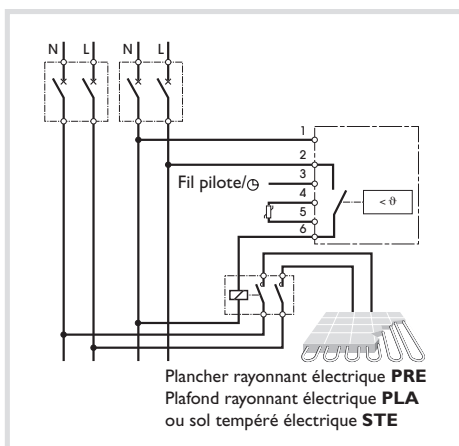 N L N L
1
2
3
Fil pilote/
4
5
6
< ϑ
Plancher rayonnant électrique PRE
Plafond rayonnant électrique PLA
ou sol tempéré électrique STE